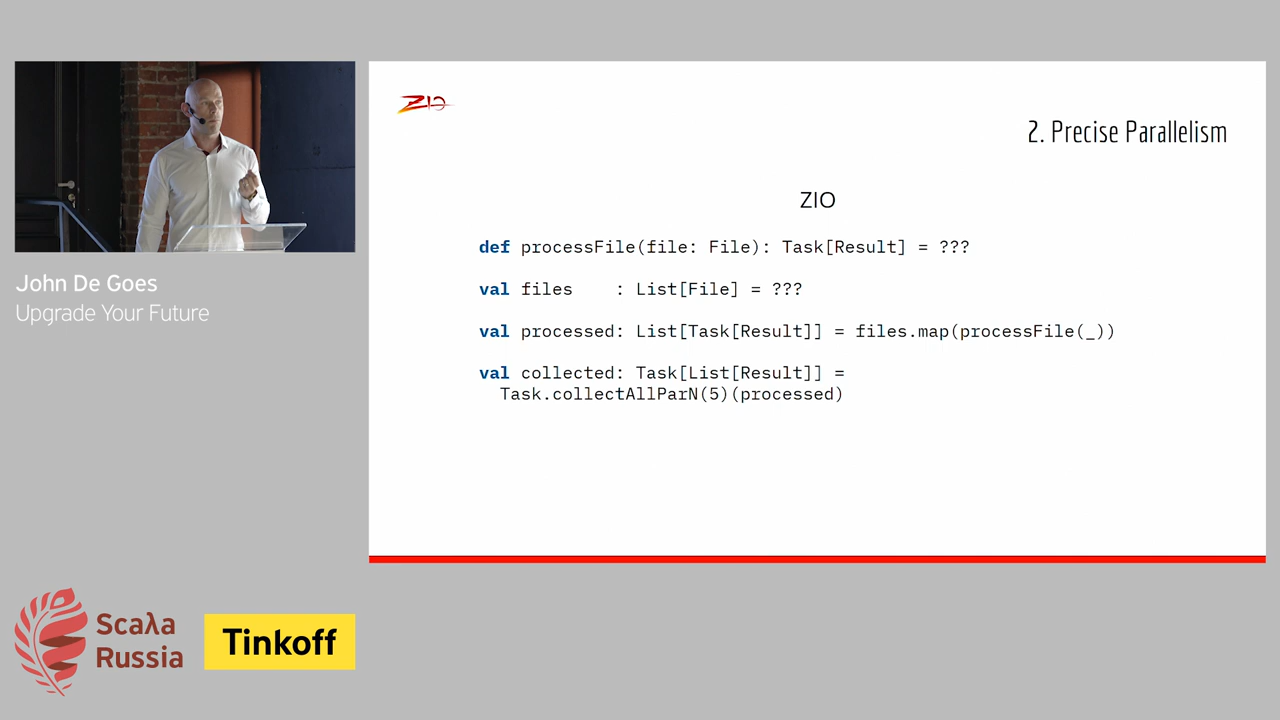 ZIO
2. Precise Parallelism
ZIO
def processFile(file: File): Task[Result] = ???
val files    : List[File] = ???
val processed: List[Task[Result]] = files.map(processFile(_))
val collected: Task[List[Result]] =
  Task.collectAllParN(5)(processed)
John De Goes
Upgrade Your Future
Scaλa
Russia
Tinkoff